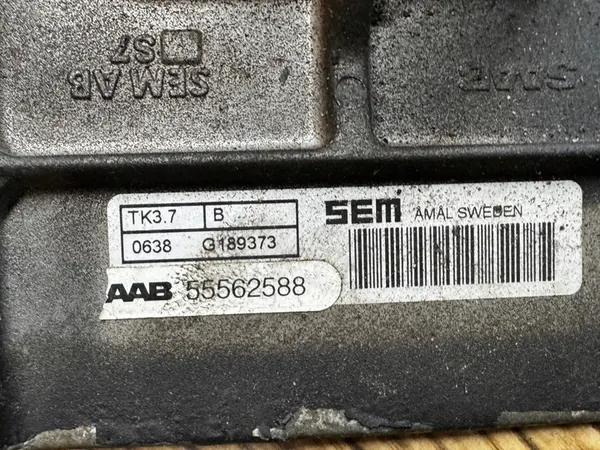 SEM AB
S7
TK3.7 B
0638 G189373
SEM AMAL SWEDEN
AAB 55562588